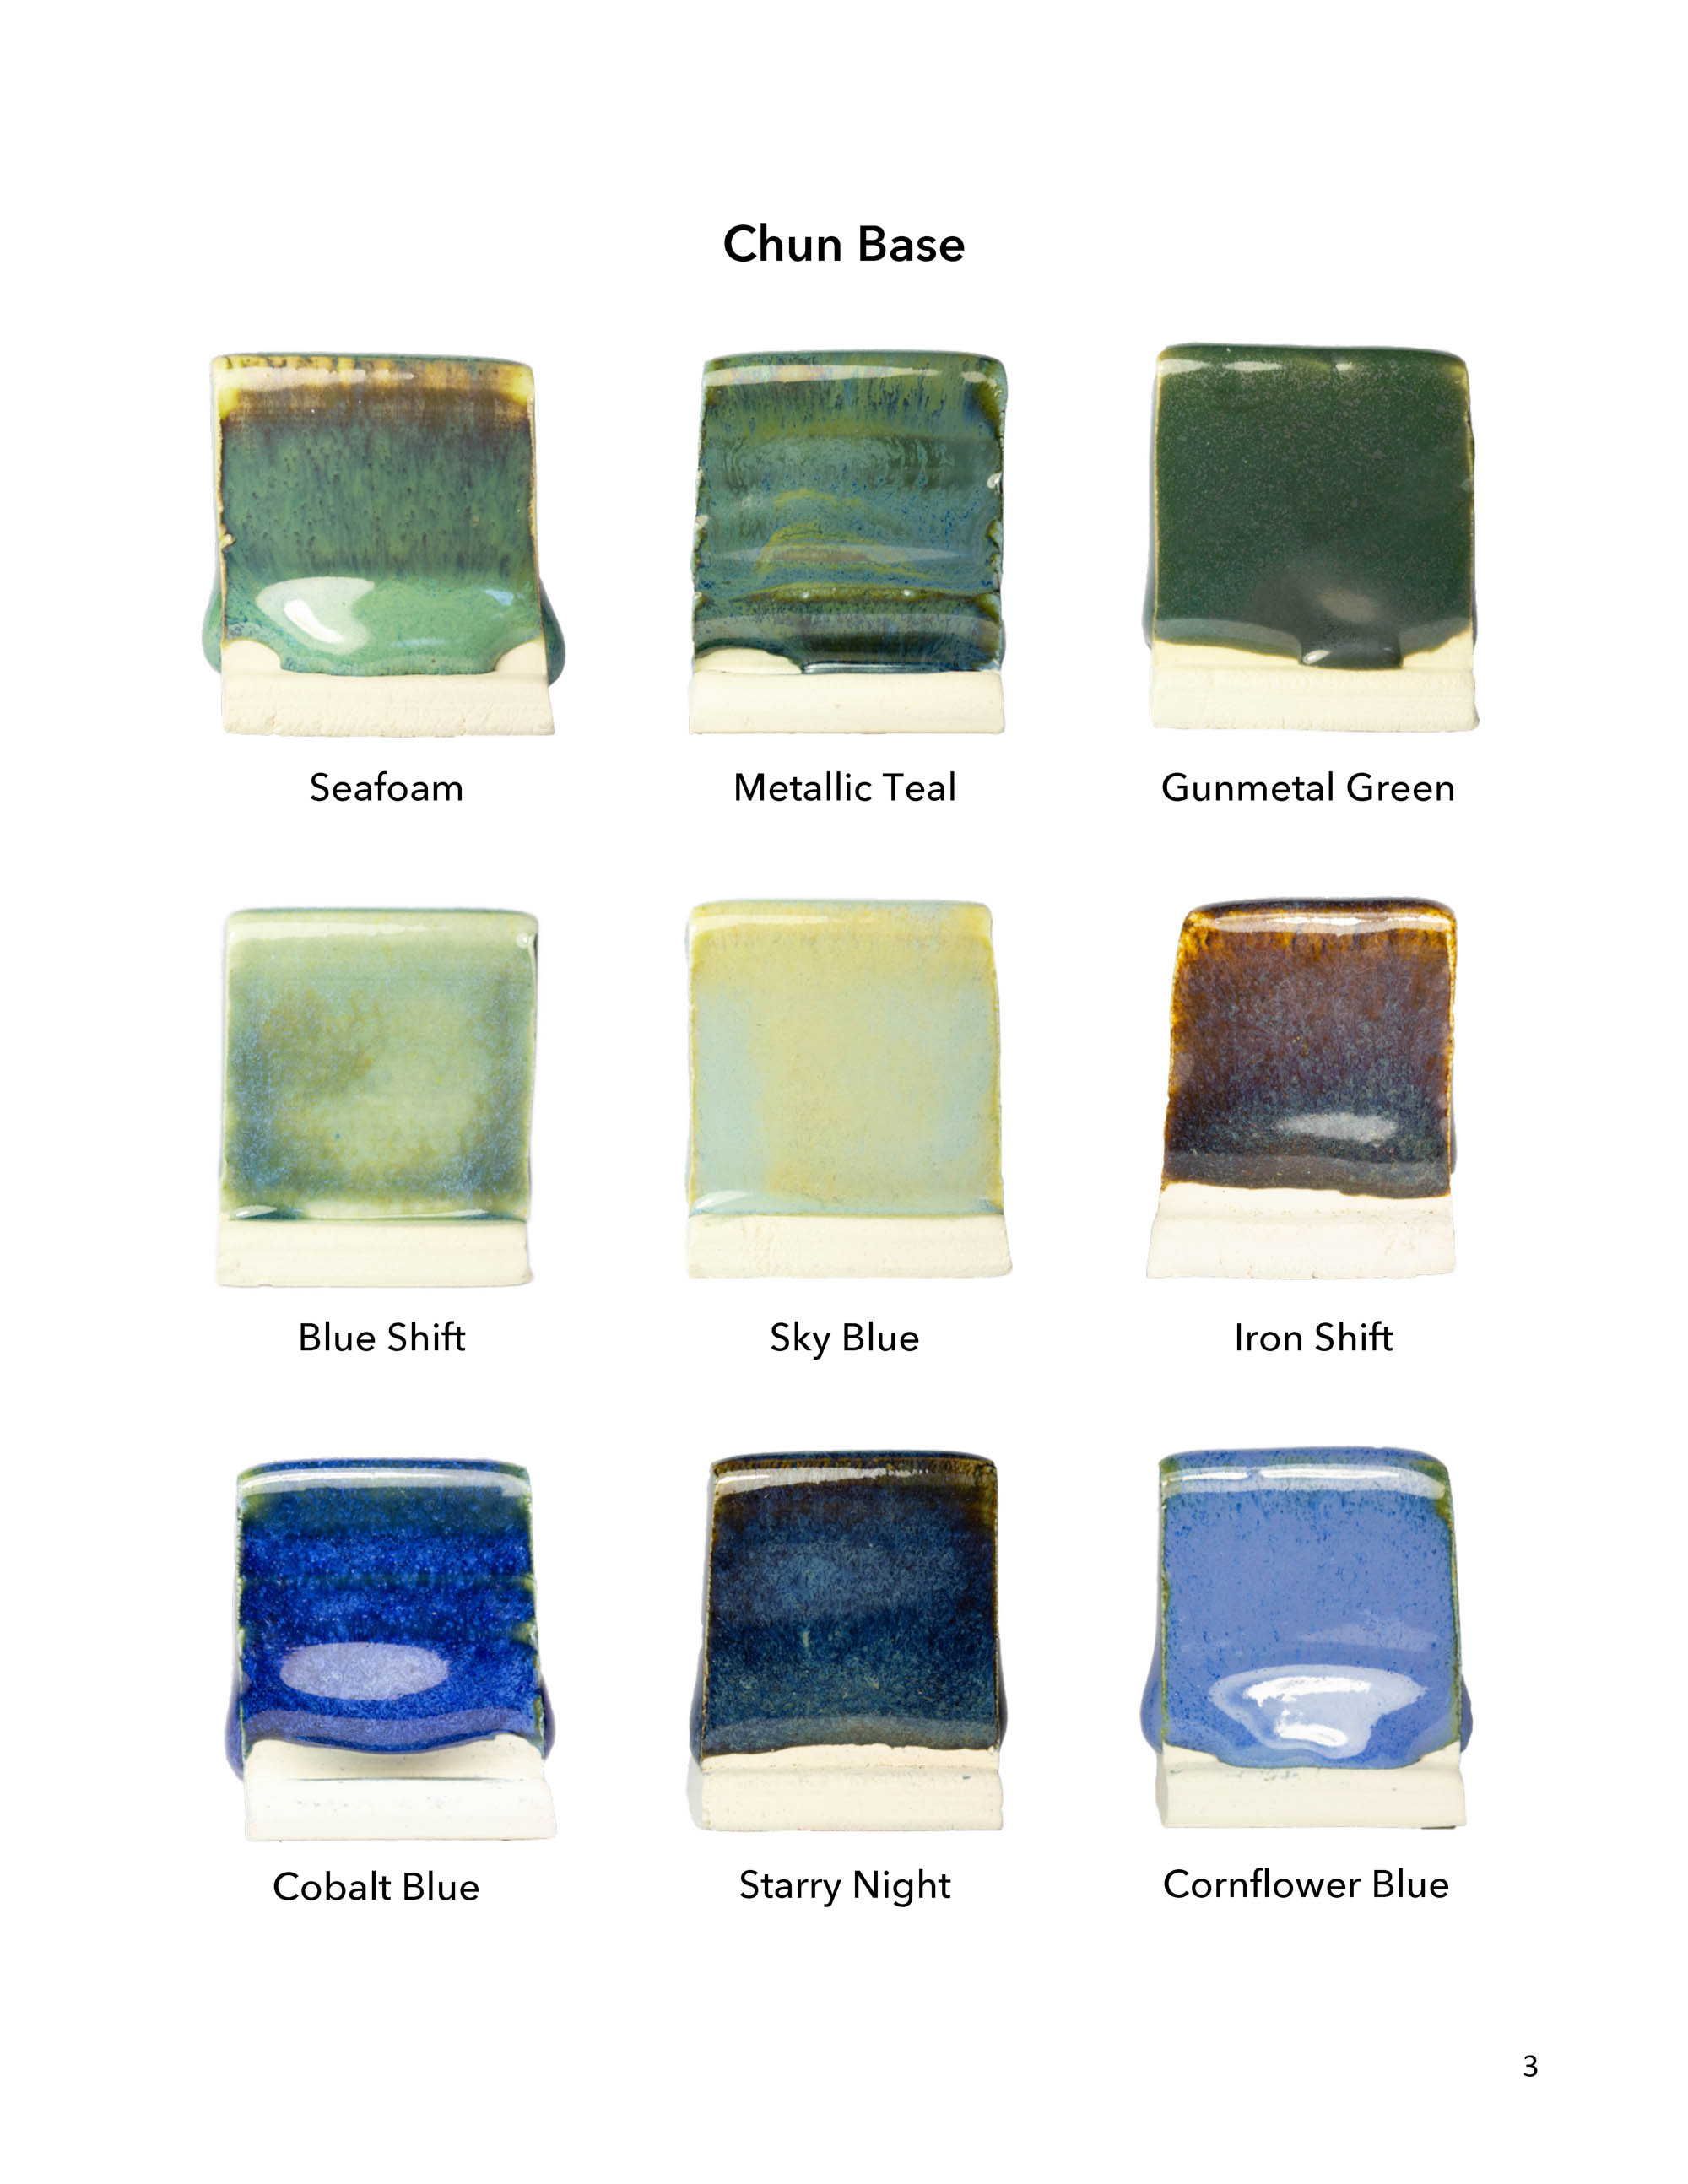 Chun Base
Seafoam
Metallic Teal
Gunmetal Green
Blue Shift
Sky Blue
Iron Shift
Cobalt Blue
Starry Night
Cornflower Blue
3